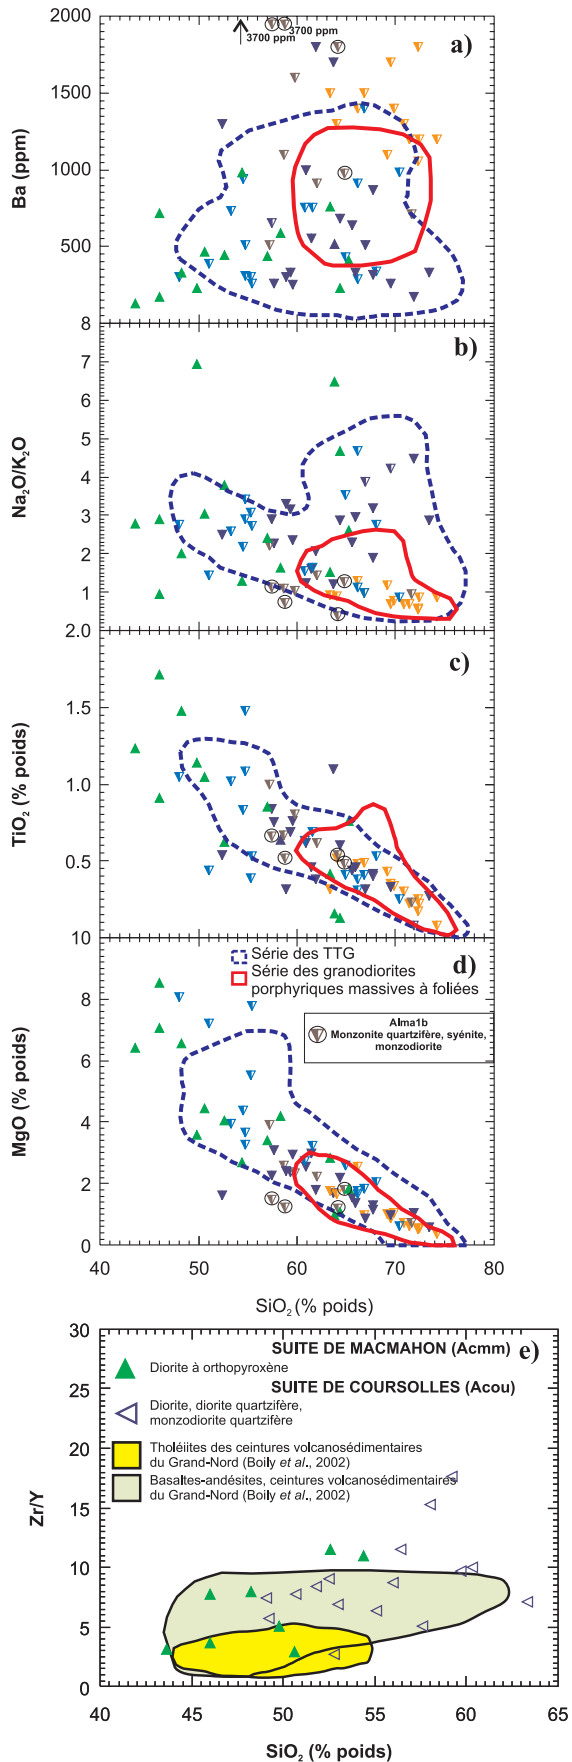 2000
3700 ppm
3700 ppm
a)
1500
1000
500
Ba (ppm)
8
b)
7
6
5
4
3
2
1
Na₂O/K₂O
2.0
c)
1.5
1.0
0.5
TiO₂ (% poids)
10
d)
Série des TTG
Série des granodiorites
porphyriques massives à foliées
Alma1b
Monzonite quartzifère, syénite,
monzodiorite
8
6
4
2
0
MgO (% poids)
40 50 60 70 80
SiO₂ (% poids)
30
SUITE DE MACMAHON (Acmm) e)
Diorite à orthopyroxène
25
SUITE DE COURSOLLES (Acou)
Diorite, diorite quartzifère,
monzodiorite quartzifère
20
Tholéiites des ceintures volcanosédimentaires
du Grand-Nord (Boily et al., 2002)
Basaltes-andésites, ceintures volcanosédimentaires
du Grand-Nord (Boily et al., 2002)
15
10
5
0
Zr/Y
40 45 50 55 60 65
SiO₂ (% poids)